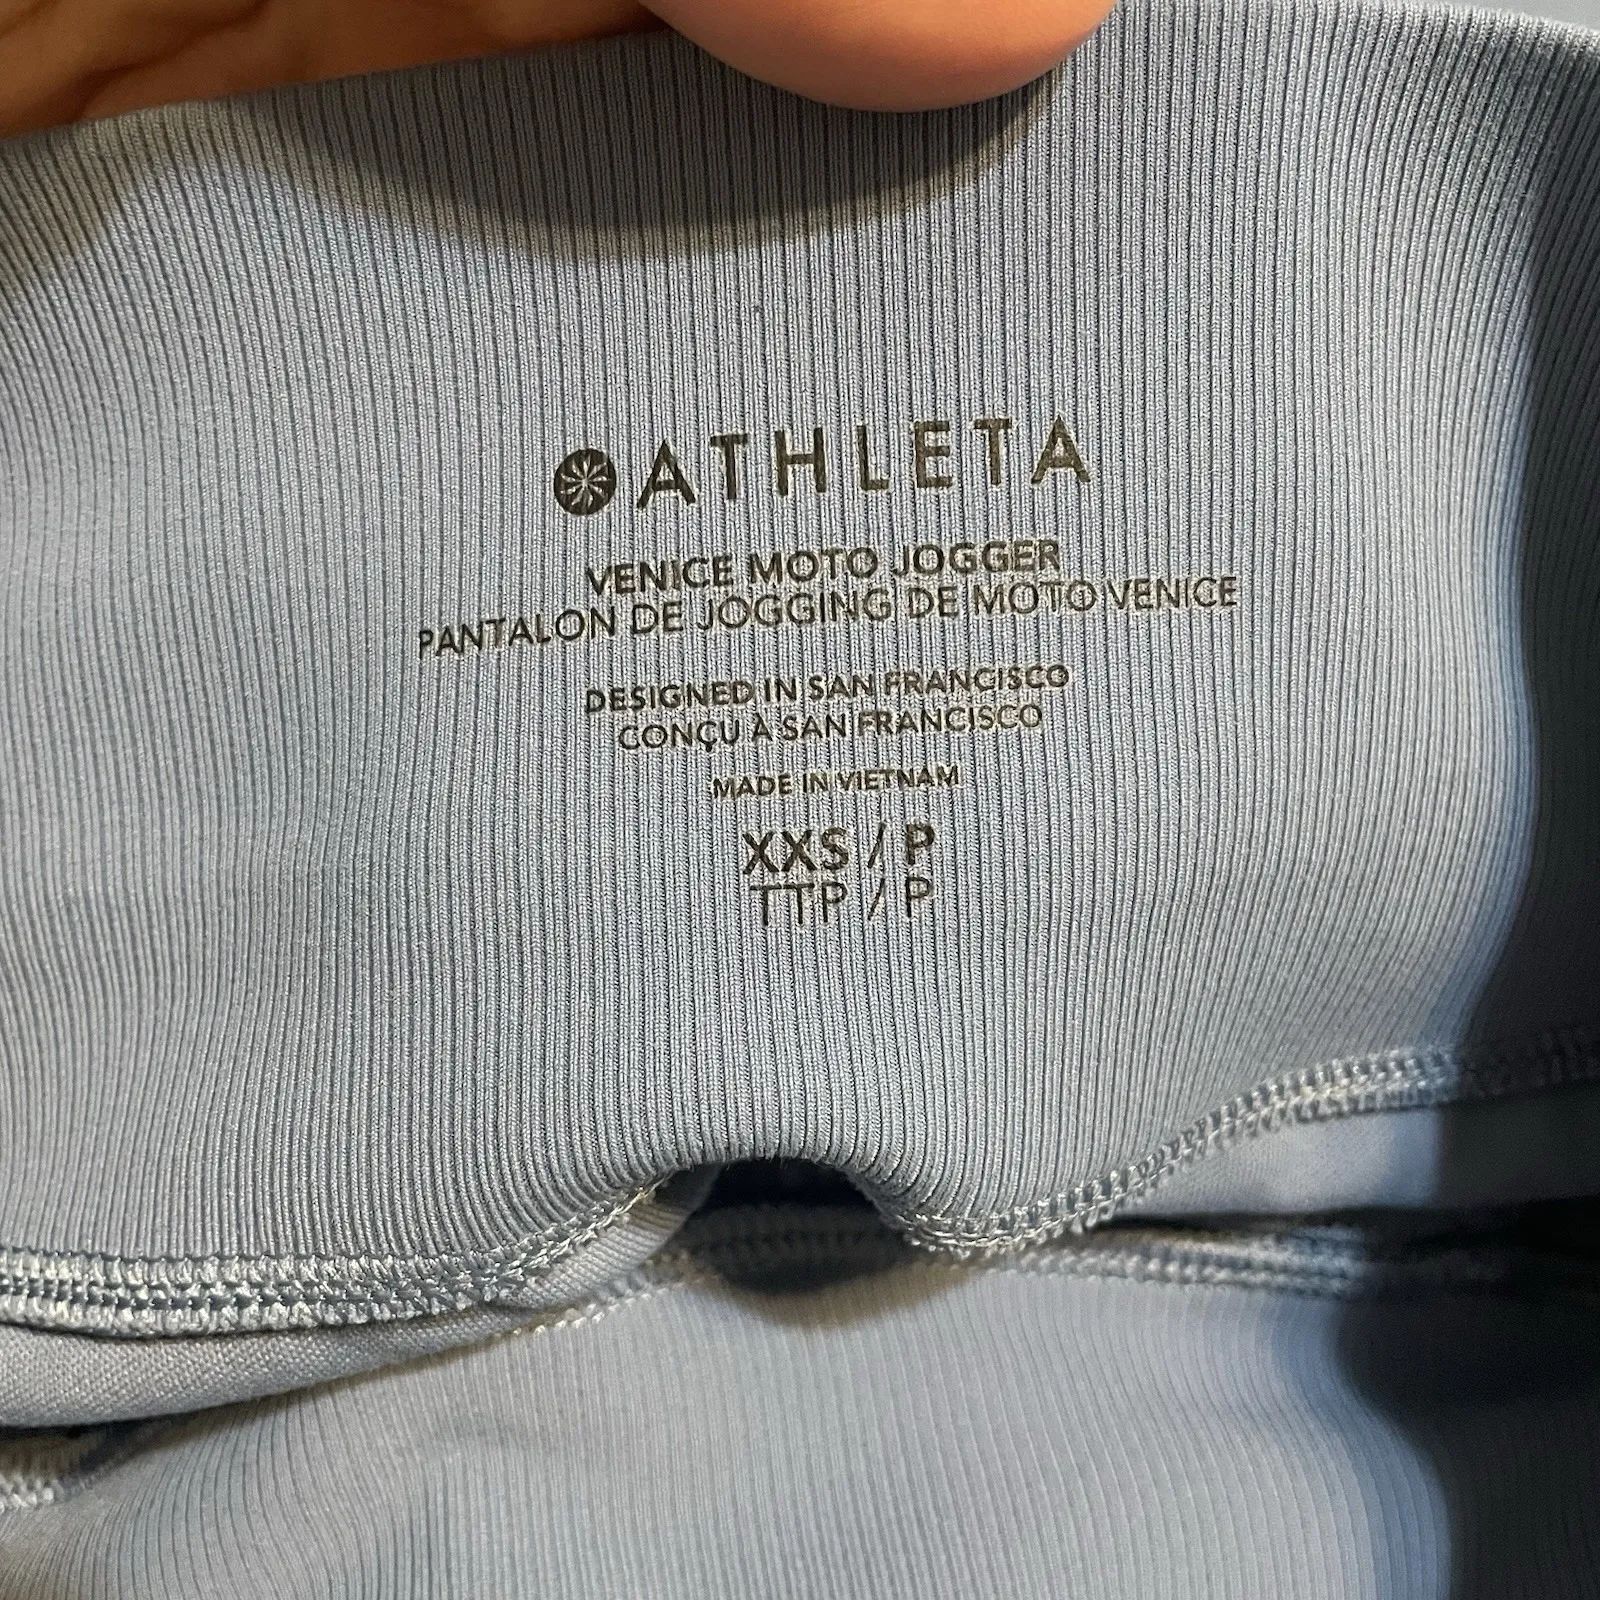 ATHLETA
VENICE MOTO JOGGER
PANTALON DE JOGGING DE MOTO VENICE
DESIGNED IN SAN FRANCISCO
CONÇU À SAN FRANCISCO
MADE IN VIETNAM
XXS / P
TTP / P